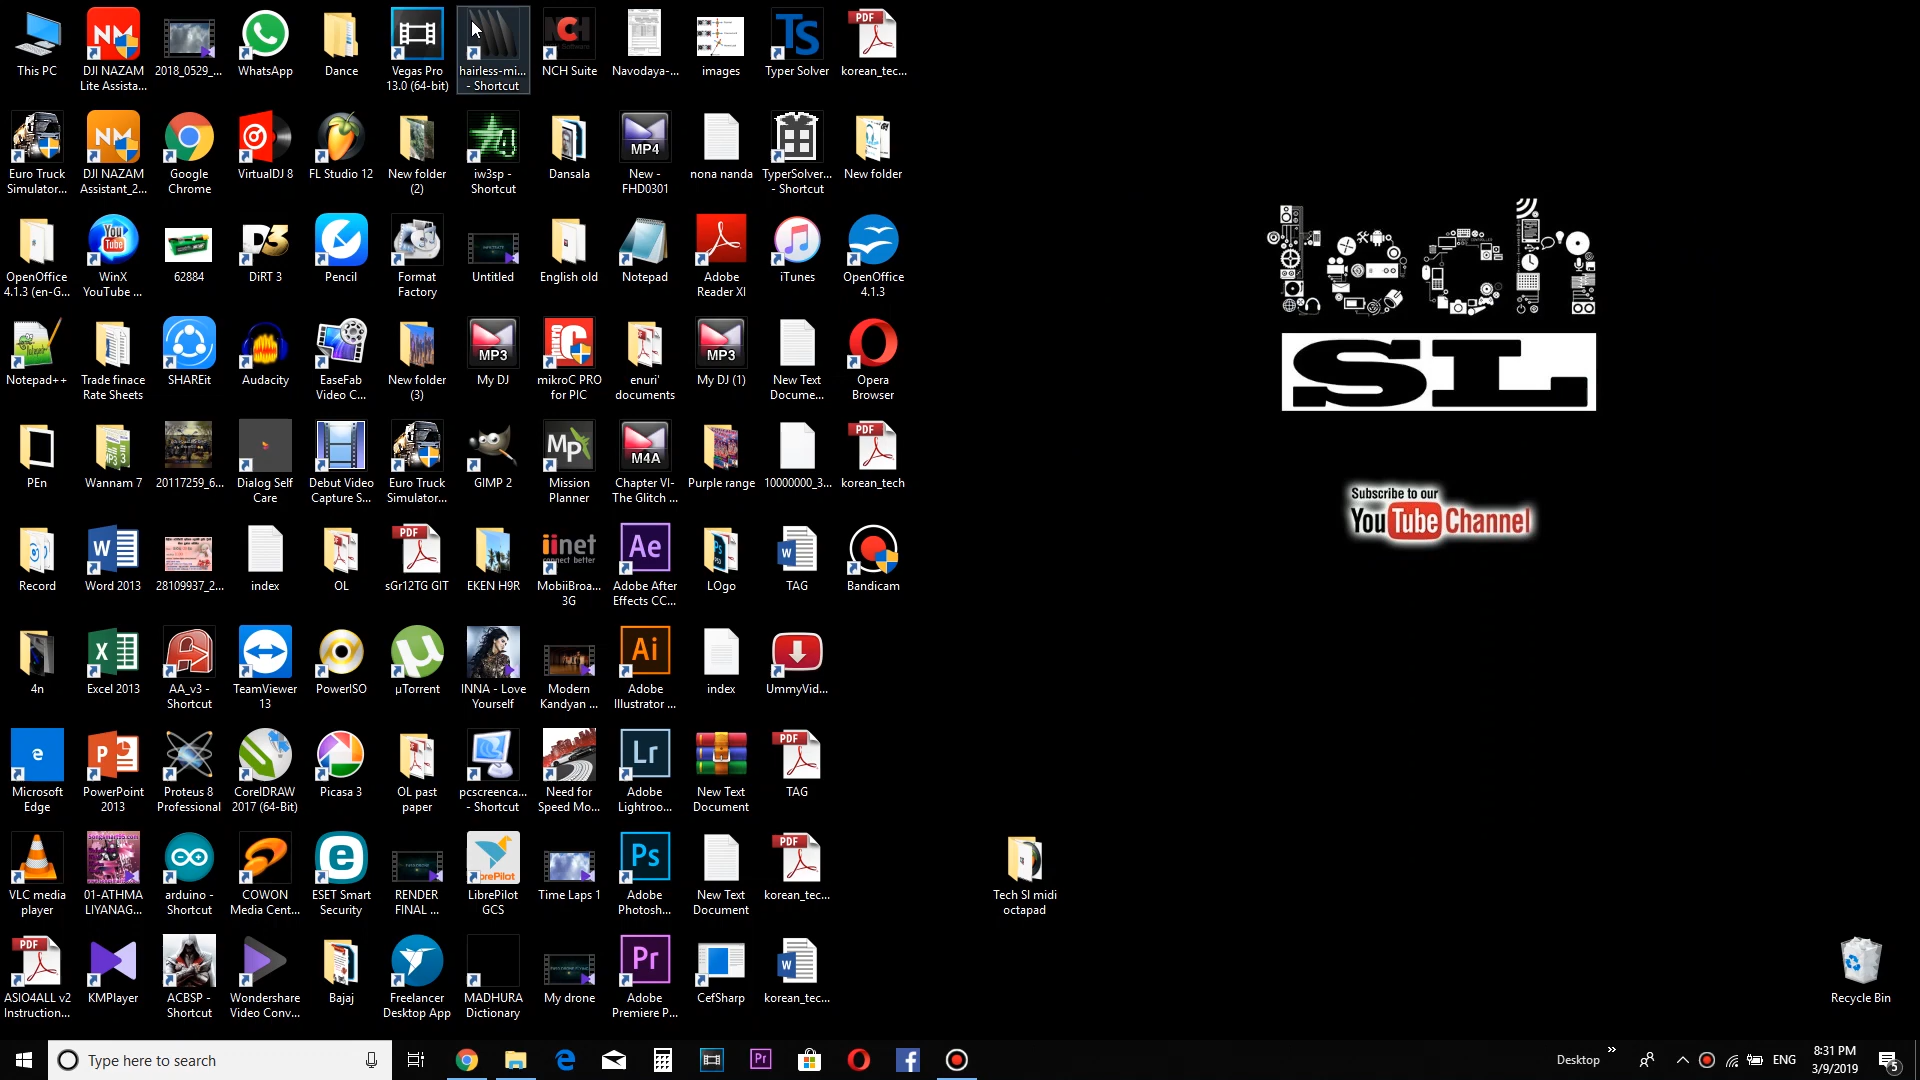 This PC
DJI NAZAM
Lite Assista...
2018_0529_...
WhatsApp
Dance
Vegas Pro
13.0 (64-bit)
hairless-mi...
- Shortcut
NCH Suite
Navodaya-...
images
Typer Solver
korean_tec...
Euro Truck
Simulator...
DJI NAZAM
Assistant_2...
Google
Chrome
VirtualDJ 8
FL Studio 12
New folder
(2)
iw3sp -
Shortcut
Dansala
MP4
New -
FHD0301
nona nanda
TyperSolver...
- Shortcut
New folder
OpenOffice
4.1.3 (en-G...
WinX
YouTube ...
62884
DiRT 3
Pencil
Format
Factory
Untitled
English old
Notepad
Adobe
Reader XI
iTunes
OpenOffice
4.1.3
tech
SL
Notepad++
Trade finace
Rate Sheets
SHAREit
Audacity
EaseFab
Video C...
New folder
(3)
MP3
My DJ
mikroC PRO
for PIC
enuri'
documents
MP3
My DJ (1)
New Text
Docume...
Opera
Browser
PEn
Wannam 7
20117259_6...
Dialog Self
Care
Debut Video
Capture S...
Euro Truck
Simulator...
GIMP 2
Mission
Planner
M4A
Chapter VI-
The Glitch ...
Purple range
10000000_3...
korean_tech
Subscribe to our
YouTube Channel
Record
Word 2013
28109937_2...
index
OL
sGr12TG GIT
EKEN H9R
iinet
connect better
MobiiBroa...
3G
Adobe After
Effects CC...
LOgo
TAG
Bandicam
4n
Excel 2013
AA_v3 -
Shortcut
TeamViewer
13
PowerISO
µTorrent
INNA - Love
Yourself
Modern
Kandyan ...
Adobe
Illustrator ...
index
UmmyVid...
Microsoft
Edge
PowerPoint
2013
Proteus 8
Professional
CorelDRAW
2017 (64-Bit)
Picasa 3
OL past
paper
pcscreenca...
- Shortcut
Need for
Speed Mo...
Adobe
Lightroo...
New Text
Document
TAG
VLC media
player
01-ATHMA
LIYANAG...
arduino -
Shortcut
COWON
Media Cent...
ESET Smart
Security
RENDER
FINAL ...
LibrePilot
GCS
Time Laps 1
Adobe
Photosh...
New Text
Document
korean_tec...
Tech Sl midi
octapad
ASIO4ALL v2
Instruction...
KMPlayer
ACBSP -
Shortcut
Wondershare
Video Conv...
Bajaj
Freelancer
Desktop App
MADHURA
Dictionary
My drone
Adobe
Premiere P...
CefSharp
korean_tec...
Recycle Bin
Type here to search
Desktop
ENG
8:31 PM
3/9/2019
5